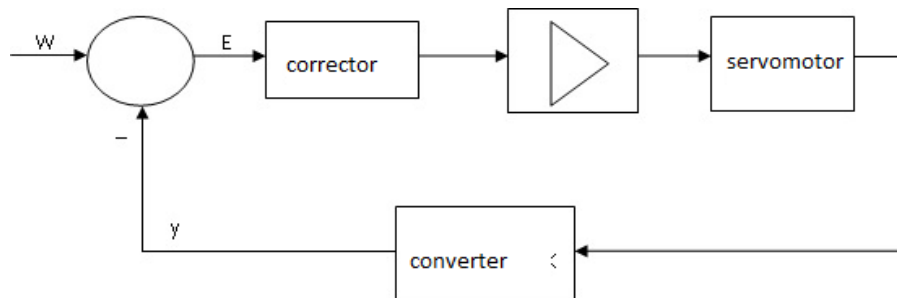 W
E
corrector
servomotor
–
y
converter <